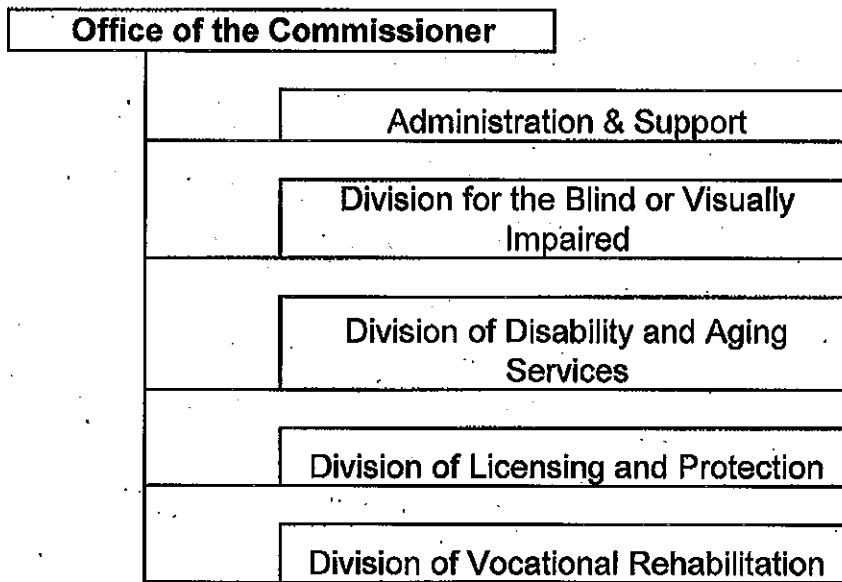 Office of the Commissioner
Administration & Support
Division for the Blind or Visually
Impaired
Division of Disability and Aging
Services
Division of Licensing and Protection
Division of Vocational Rehabilitation